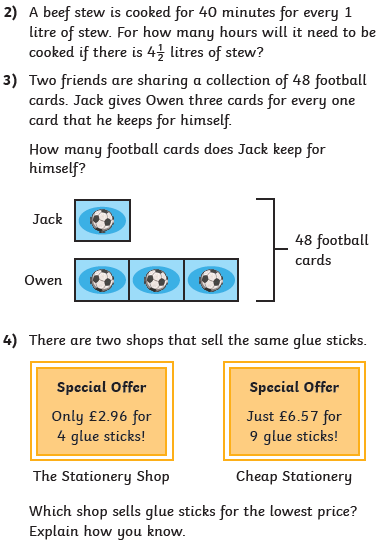 2) A beef stew is cooked for 40 minutes for every 1
litre of stew. For how many hours will it need to be
cooked if there is 4½ litres of stew?
3) Two friends are sharing a collection of 48 football
cards. Jack gives Owen three cards for every one
card that he keeps for himself.
How many football cards does Jack keep for
himself?
Jack
Owen
48 football
cards
4) There are two shops that sell the same glue sticks.
Special Offer
Only £2.96 for
4 glue sticks!
The Stationery Shop
Special Offer
Just £6.57 for
9 glue sticks!
Cheap Stationery
Which shop sells glue sticks for the lowest price?
Explain how you know.